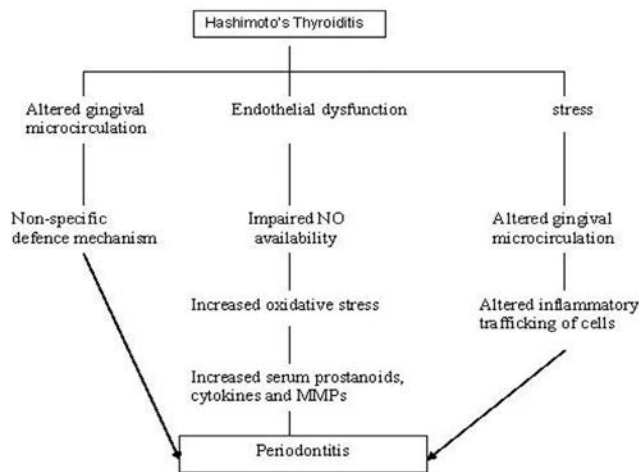 Hashimoto's Thyroiditis
Altered gingival
microcirculation
Endothelial dysfunction
stress
Non-specific
defence mechanism
Impaired NO
availability
Altered gingival
microcirculation
Increased oxidative stress
Altered inflammatory
trafficking of cells
Increased serum prostanoids,
cytokines and MMPs
Periodontitis